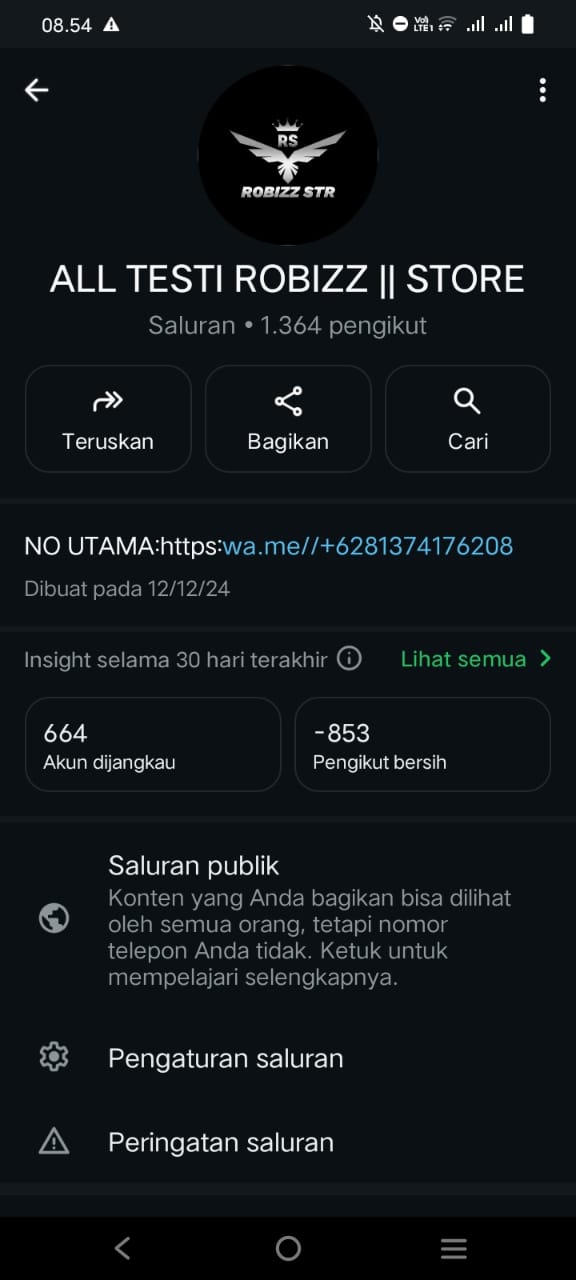 08.54
Vo)
LTE1
RS
ROBIZZ STR
ALL TESTI ROBIZZ || STORE
Saluran • 1.364 pengikut
Teruskan
Bagikan
Cari
NO UTAMA:https:wa.me//+6281374176208
Dibuat pada 12/12/24
Insight selama 30 hari terakhir
Lihat semua
664
Akun dijangkau
-853
Pengikut bersih
Saluran publik
Konten yang Anda bagikan bisa dilihat
oleh semua orang, tetapi nomor
telepon Anda tidak. Ketuk untuk
mempelajari selengkapnya.
Pengaturan saluran
Peringatan saluran